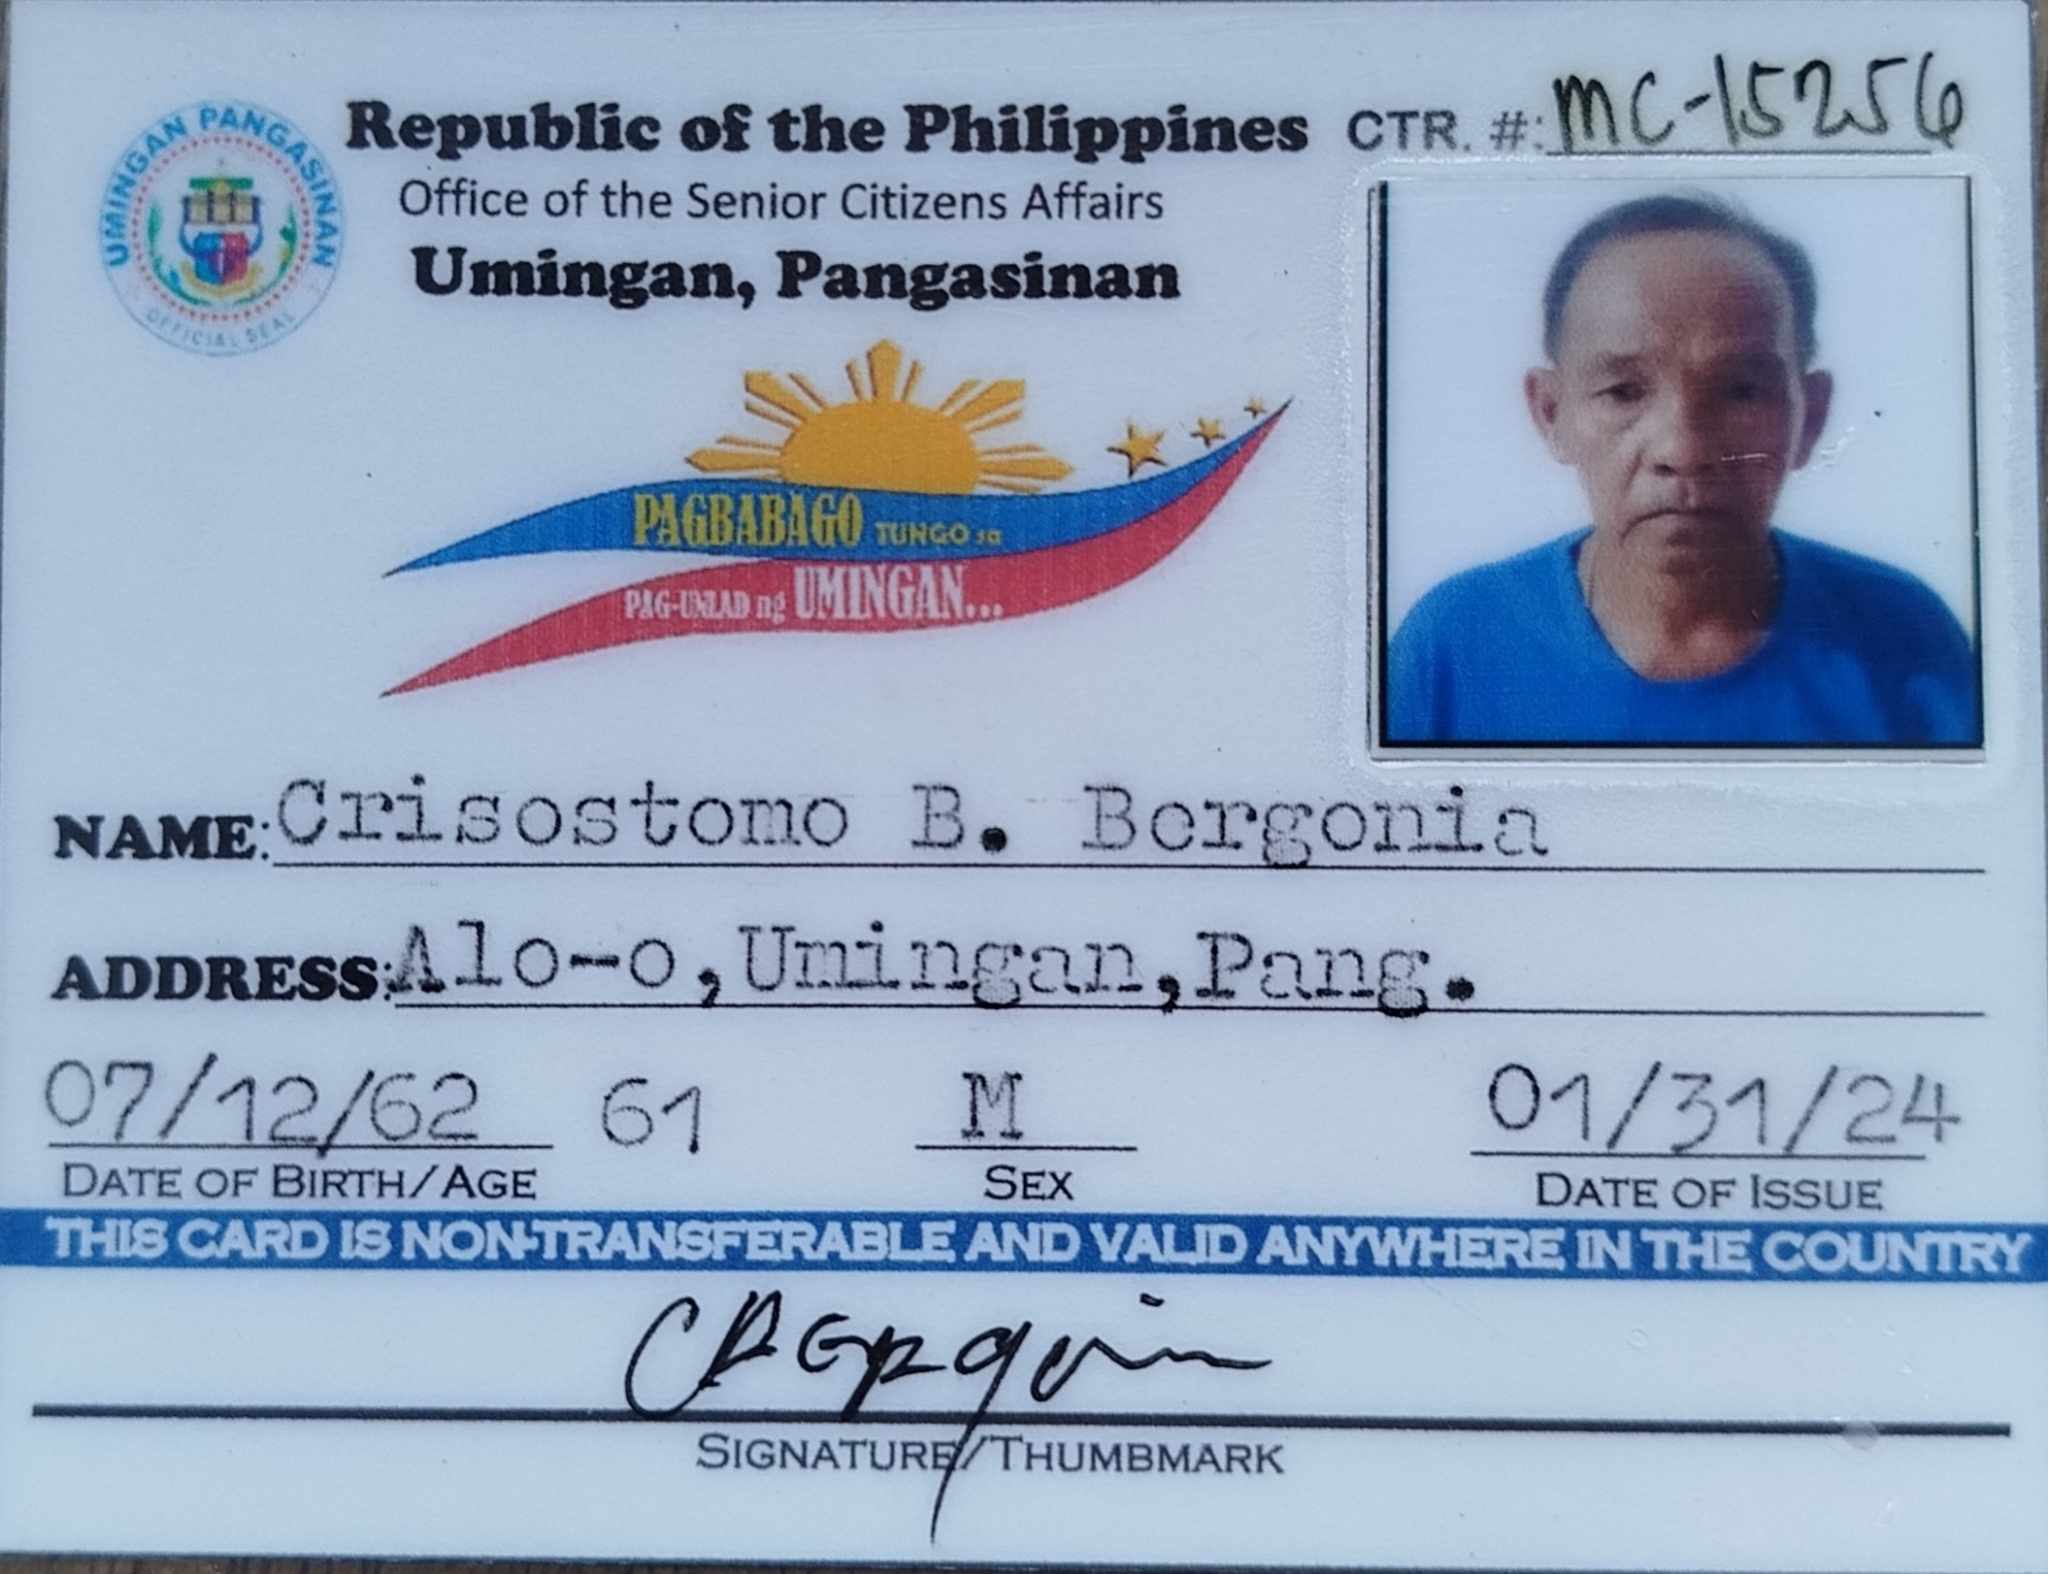 Republic of the Philippines
CTR. #: MC-15256
Office of the Senior Citizens Affairs
Umingan, Pangasinan
UMINGAN PANGASINAN
OFFICIAL SEAL
PAGBABAGO TUNGO sa
PAG-UNLAD ng UMINGAN...
NAME: Crisostomo B. Bergonia
ADDRESS: Alo-o, Umingan, Pang.
07/12/62 61 M 01/31/24
DATE OF BIRTH/AGE SEX DATE OF ISSUE
THIS CARD IS NON-TRANSFERABLE AND VALID ANYWHERE IN THE COUNTRY
SIGNATURE/THUMBMARK